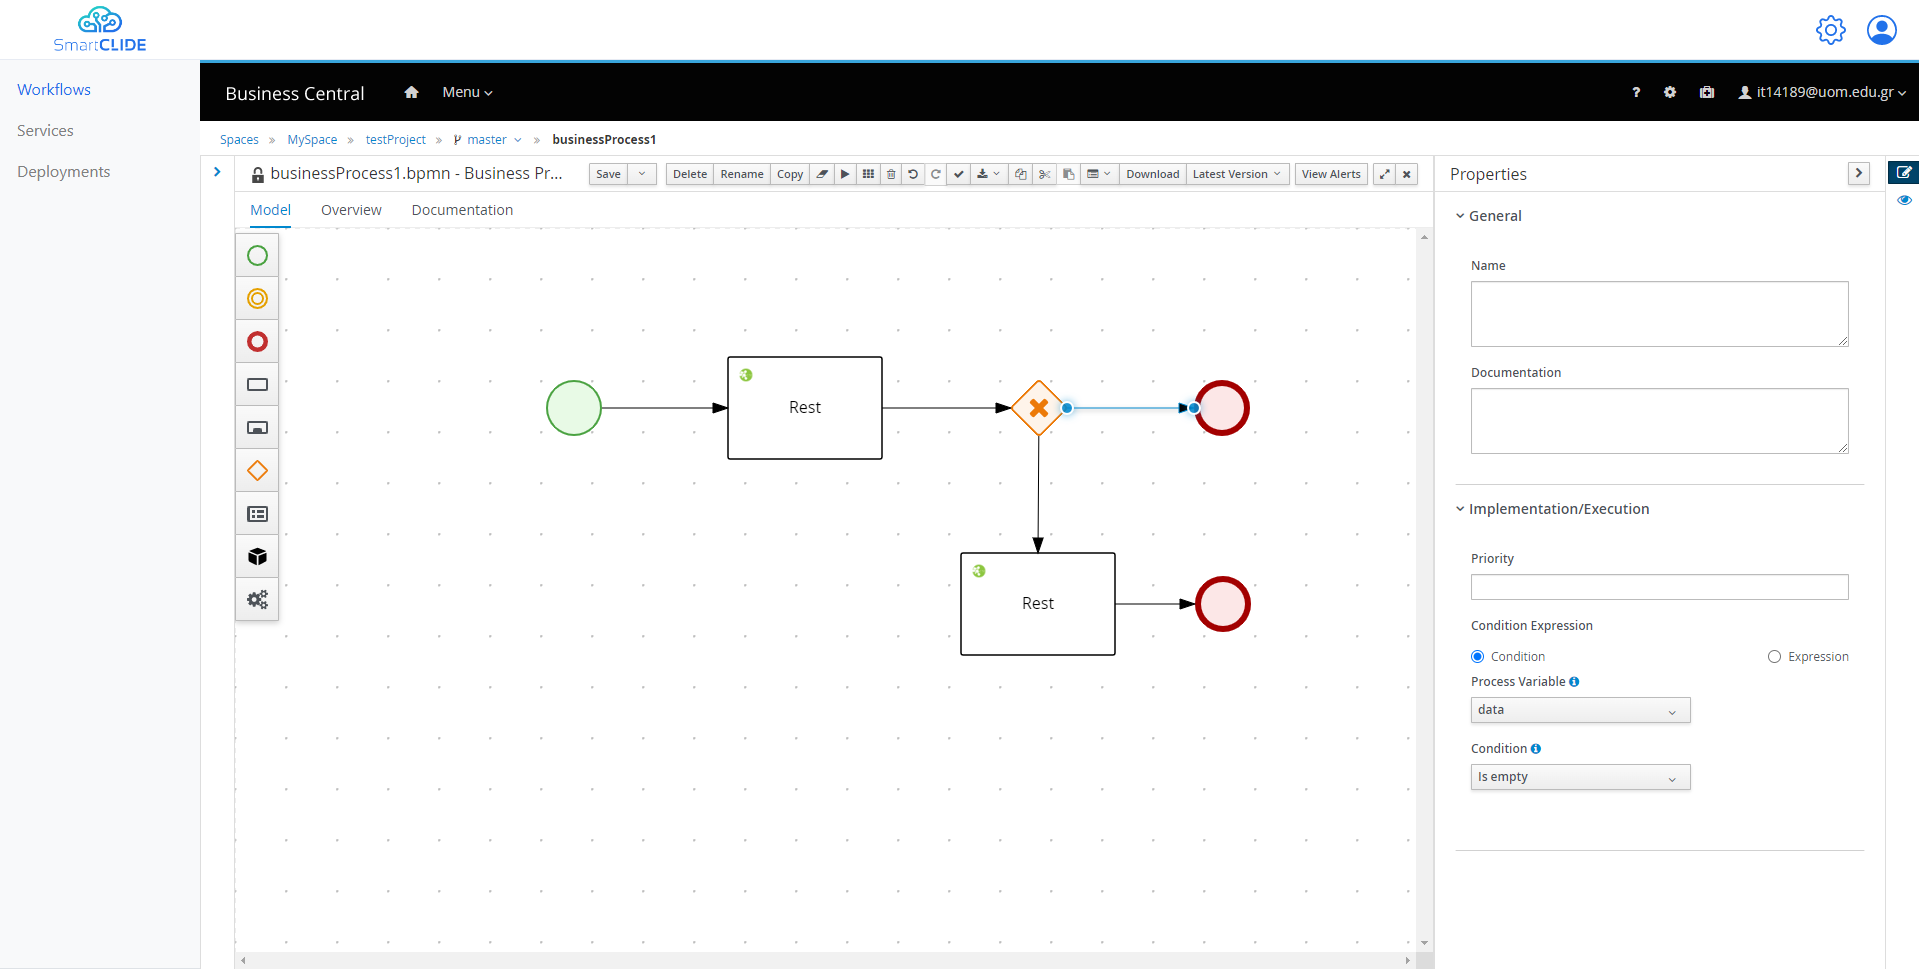 SmartCLIDE
Workflows
Services
Deployments
Business Central
Menu
?
it14189@uom.edu.gr
Spaces » MySpace » testProject » master » businessProcess1
businessProcess1.bpmn - Business Pr...
Save
Delete Rename Copy
Download Latest Version
View Alerts
Model Overview Documentation
Rest
Rest
Properties
General
Name
Documentation
Implementation/Execution
Priority
Condition Expression
Condition Expression
Process Variable
data
Condition
Is empty